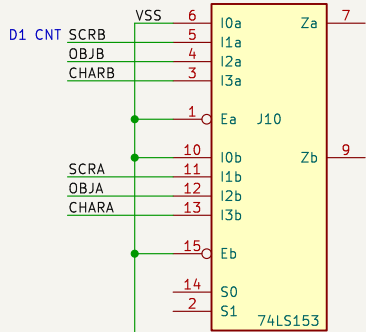 VSS 6 I0a Za 7
D1 CNT SCRB 5 I1a
OBJB 4 I2a
CHARB 3 I3a
1 Ea J10
10 I0b Zb 9
SCRA 11 I1b
OBJA 12 I2b
CHARA 13 I3b
15 Eb
14 S0
2 S1
74LS153